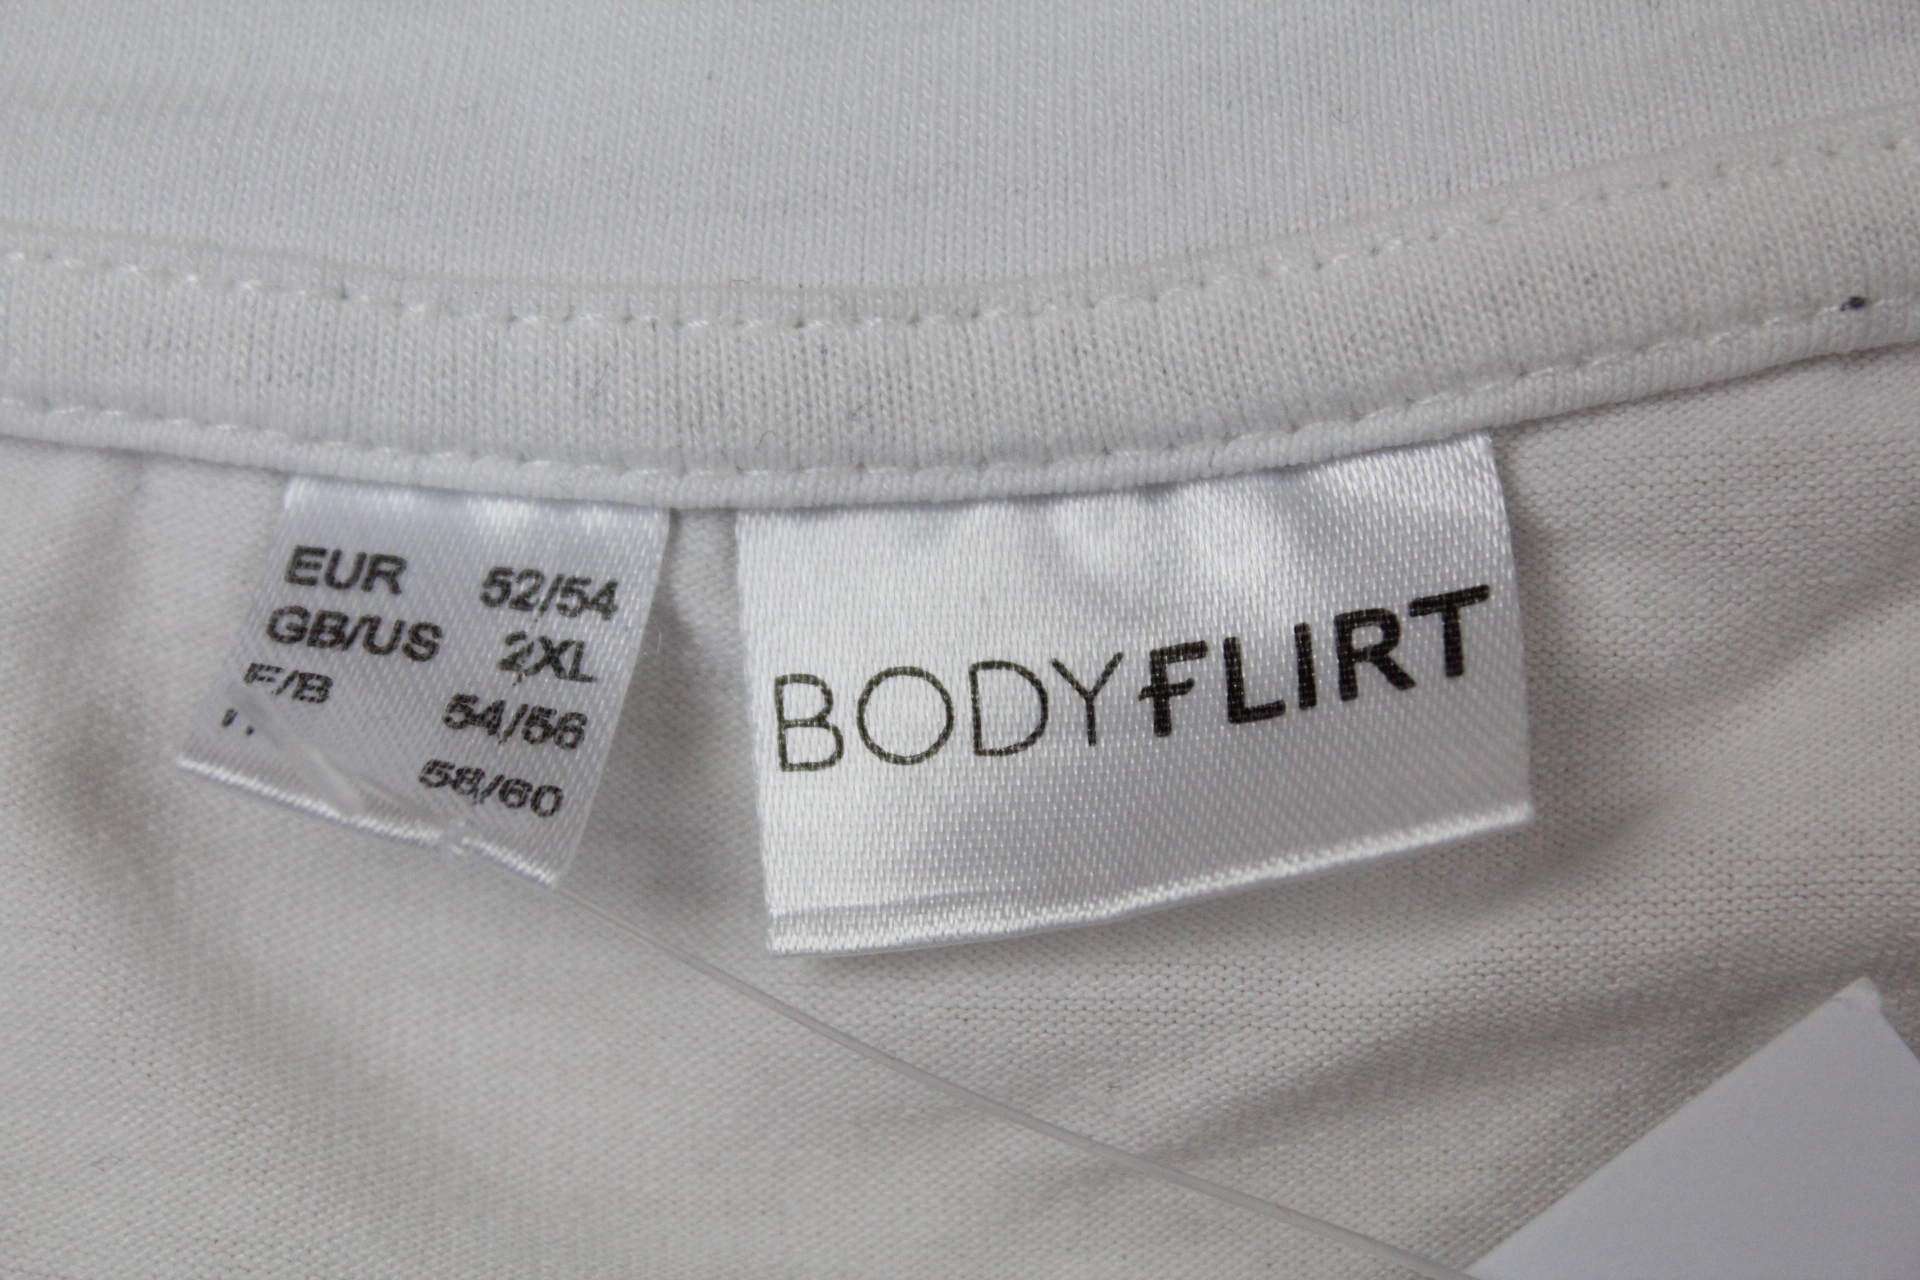 EUR 52/54
GB/US 2XL
F/B 54/56
58/60
BODYFLIRT